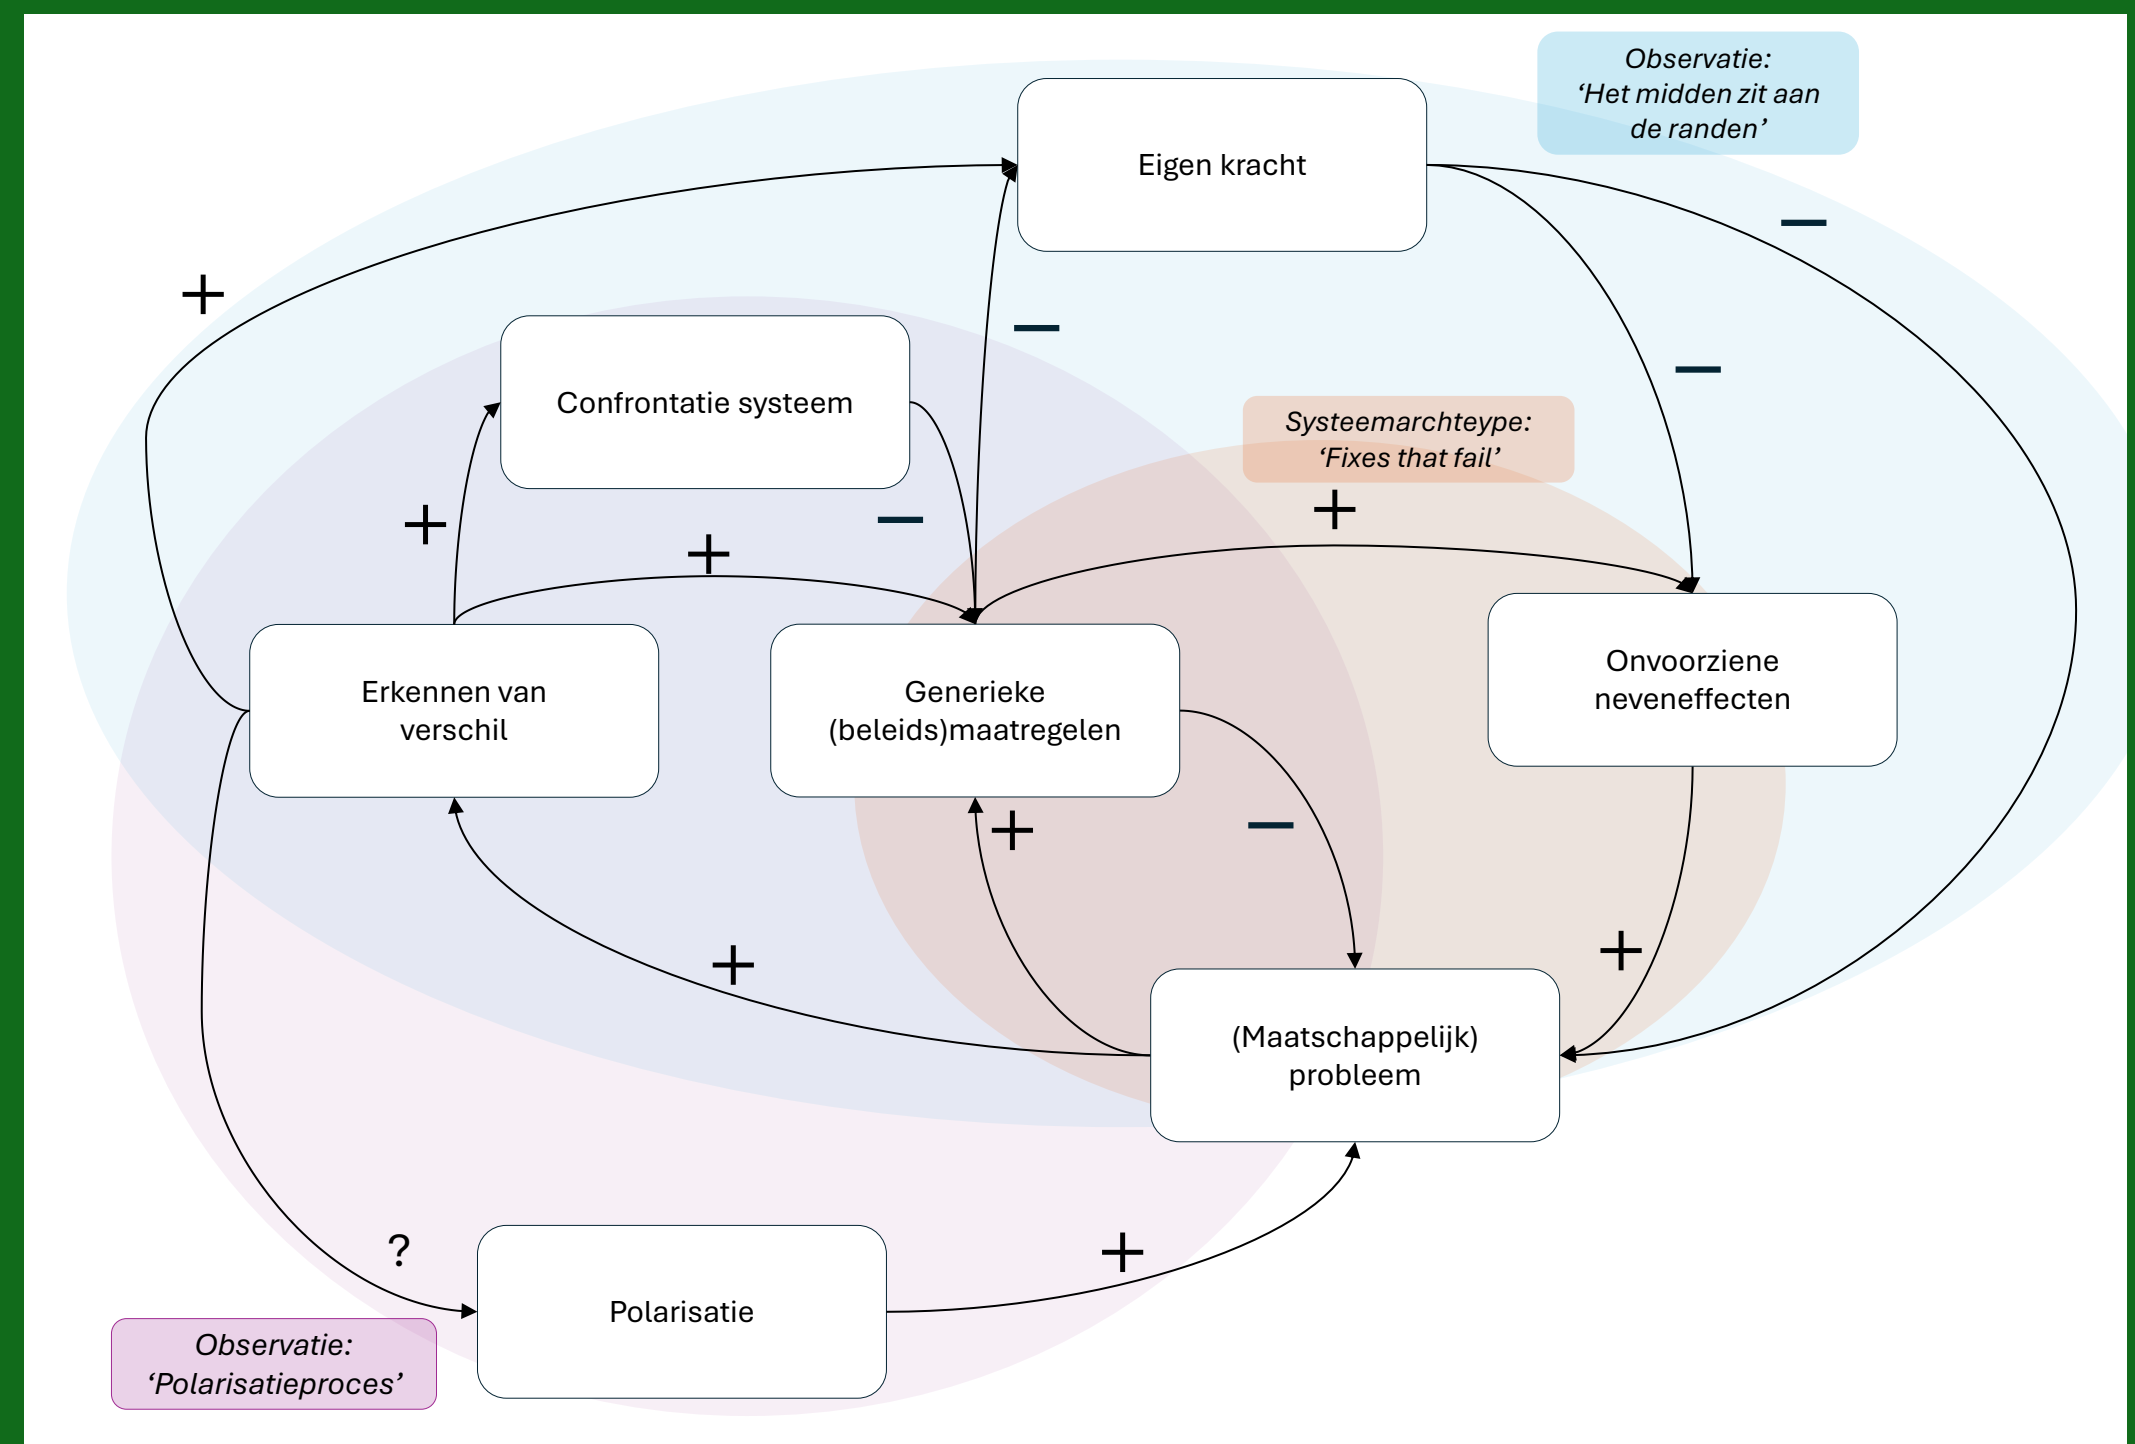 Observatie:
‘Het midden zit aan
de randen’
Eigen kracht
−
+
−
Confrontatie systeem
−
Systeemarchteype:
‘Fixes that fail’
+
+
−
+
Erkennen van
verschil
Generieke
(beleids)maatregelen
Onvoorziene
neveneffecten
+
−
+
+
(Maatschappelijk)
probleem
?
+
Polarisatie
Observatie:
‘Polarisatieproces’